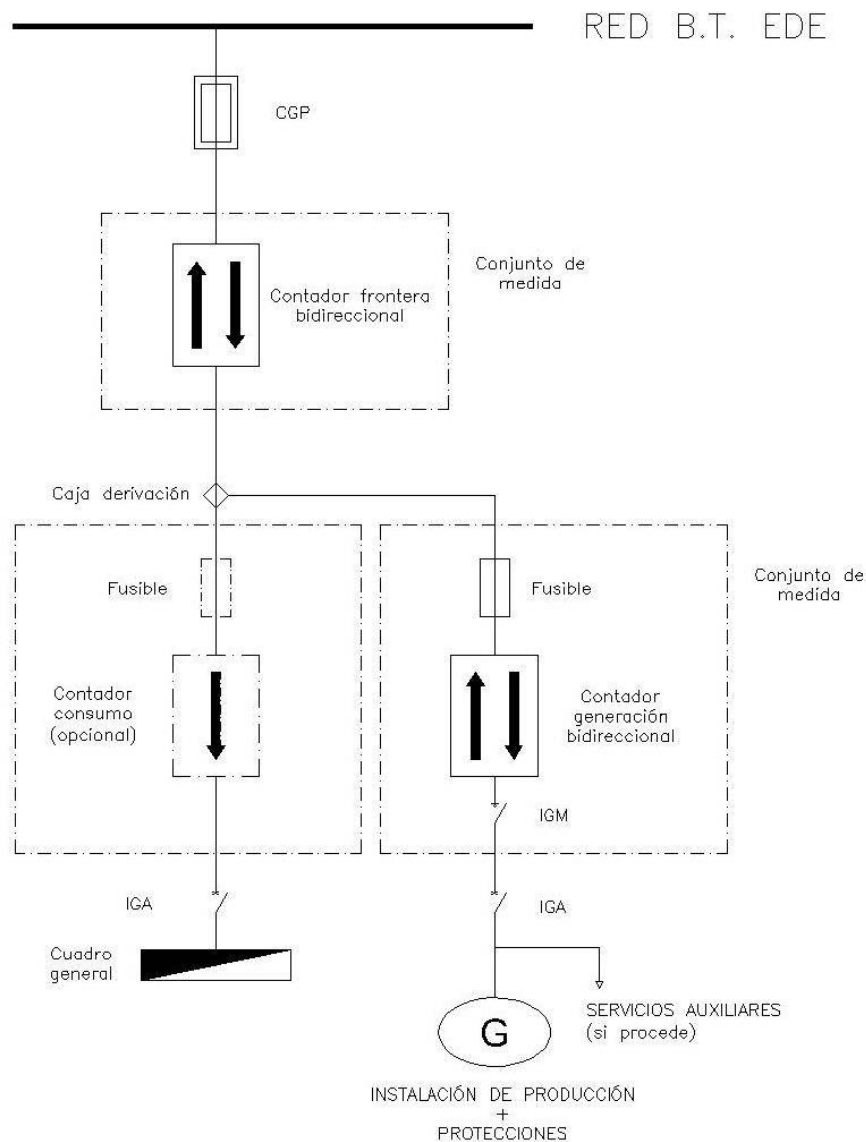 RED B.T. EDE
CGP
Conjunto de
medida
Contador frontera
bidireccional
Caja derivación
Fusible
Fusible
Conjunto de
medida
Contador
consumo
(opcional)
Contador
generación
bidireccional
IGM
IGA
IGA
Cuadro
general
G
SERVICIOS AUXILIARES
(si procede)
INSTALACIÓN DE PRODUCCIÓN
+
PROTECCIONES